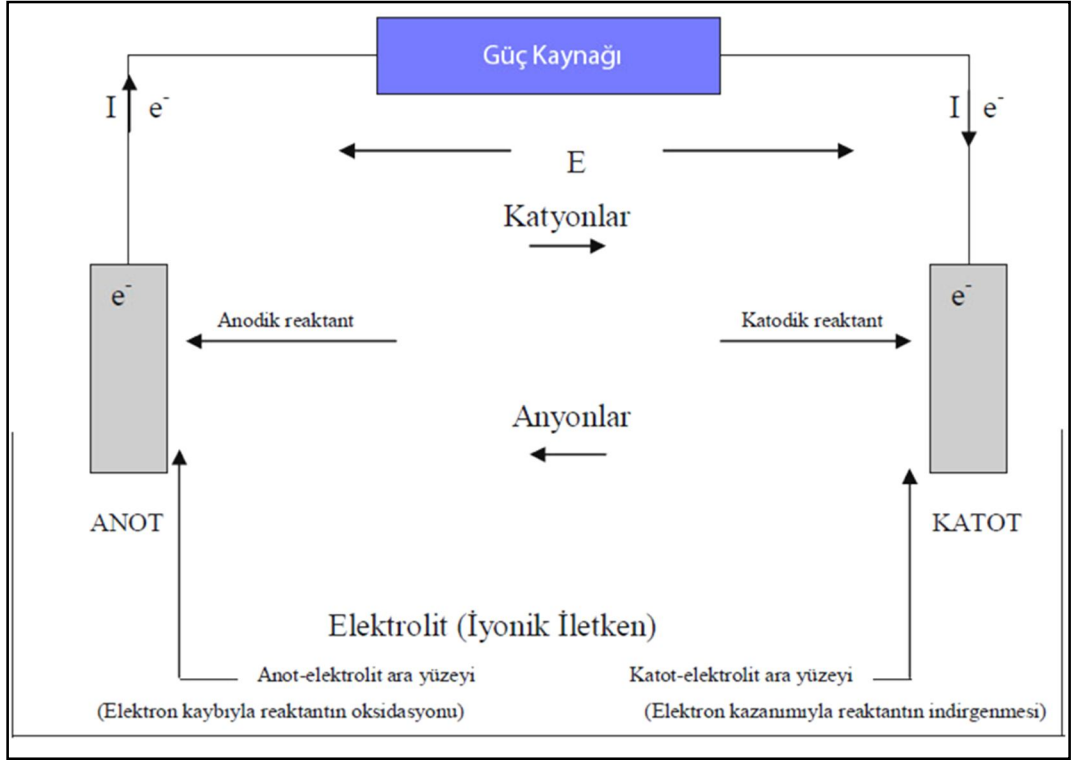 Güç Kaynağı
I e-
I e-
E
Katyonlar
e-
e-
Anodik reaktant
Katodik reaktant
Anyonlar
ANOT
KATOT
Elektrolit (İyonik İletken)
Anot-elektrolit ara yüzeyi
Katot-elektrolit ara yüzeyi
(Elektron kaybıyla reaktantın oksidasyonu)
(Elektron kazanımıyla reaktantın indirgenmesi)